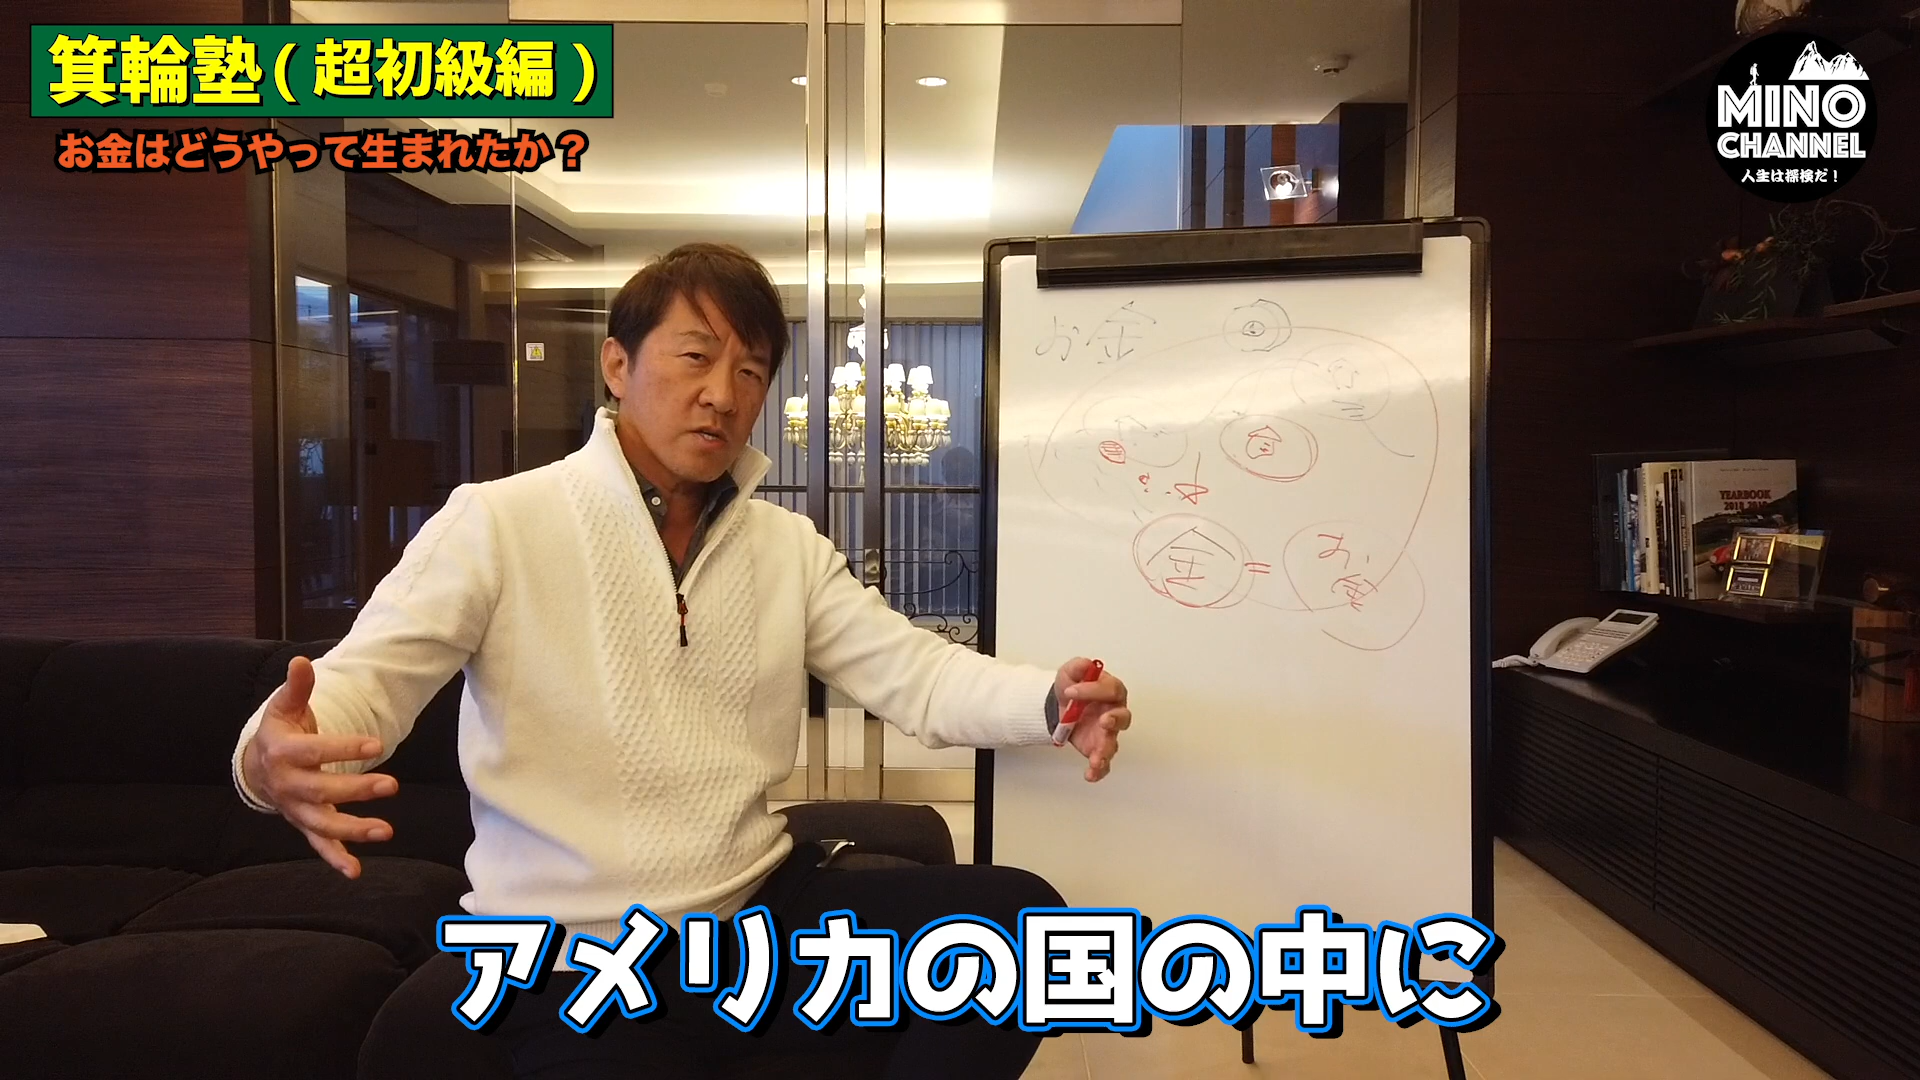 箕輪塾(超初級編)
お金はどうやって生まれたか?
MINO
CHANNEL
人生は探検だ!
お金
金=お金
YEARBOOK
アメリカの国の中に